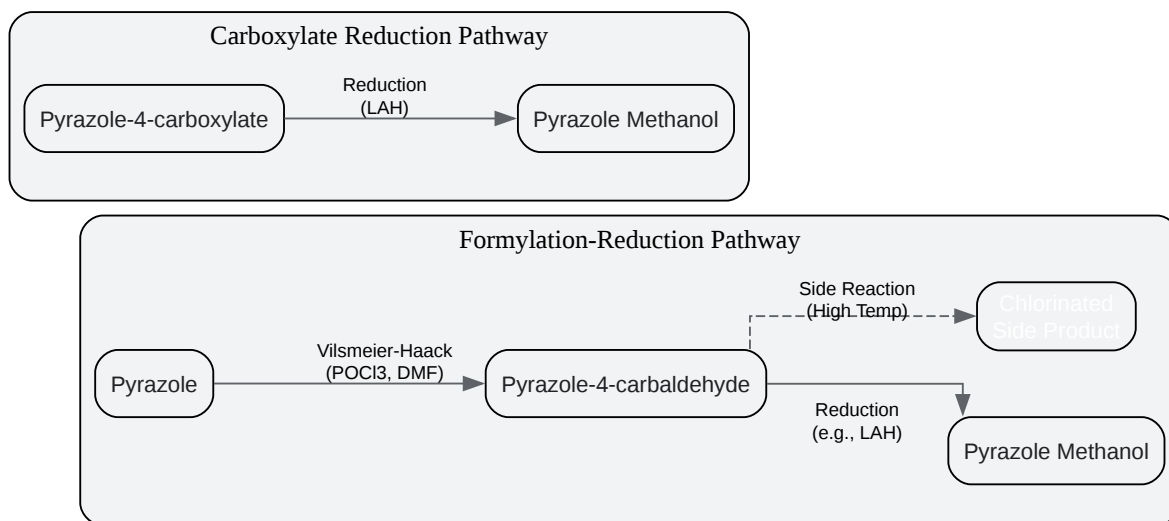 Carboxylate Reduction Pathway
Reduction
(LAH)
Pyrazole-4-carboxylate
Pyrazole Methanol
Formylation-Reduction Pathway
Side Reaction
(High Temp)
Chlorinated
Side Product
Vilsmeier-Haack
(POCl3, DMF)
Pyrazole
Pyrazole-4-carbaldehyde
Reduction
(e.g., LAH)
Pyrazole Methanol